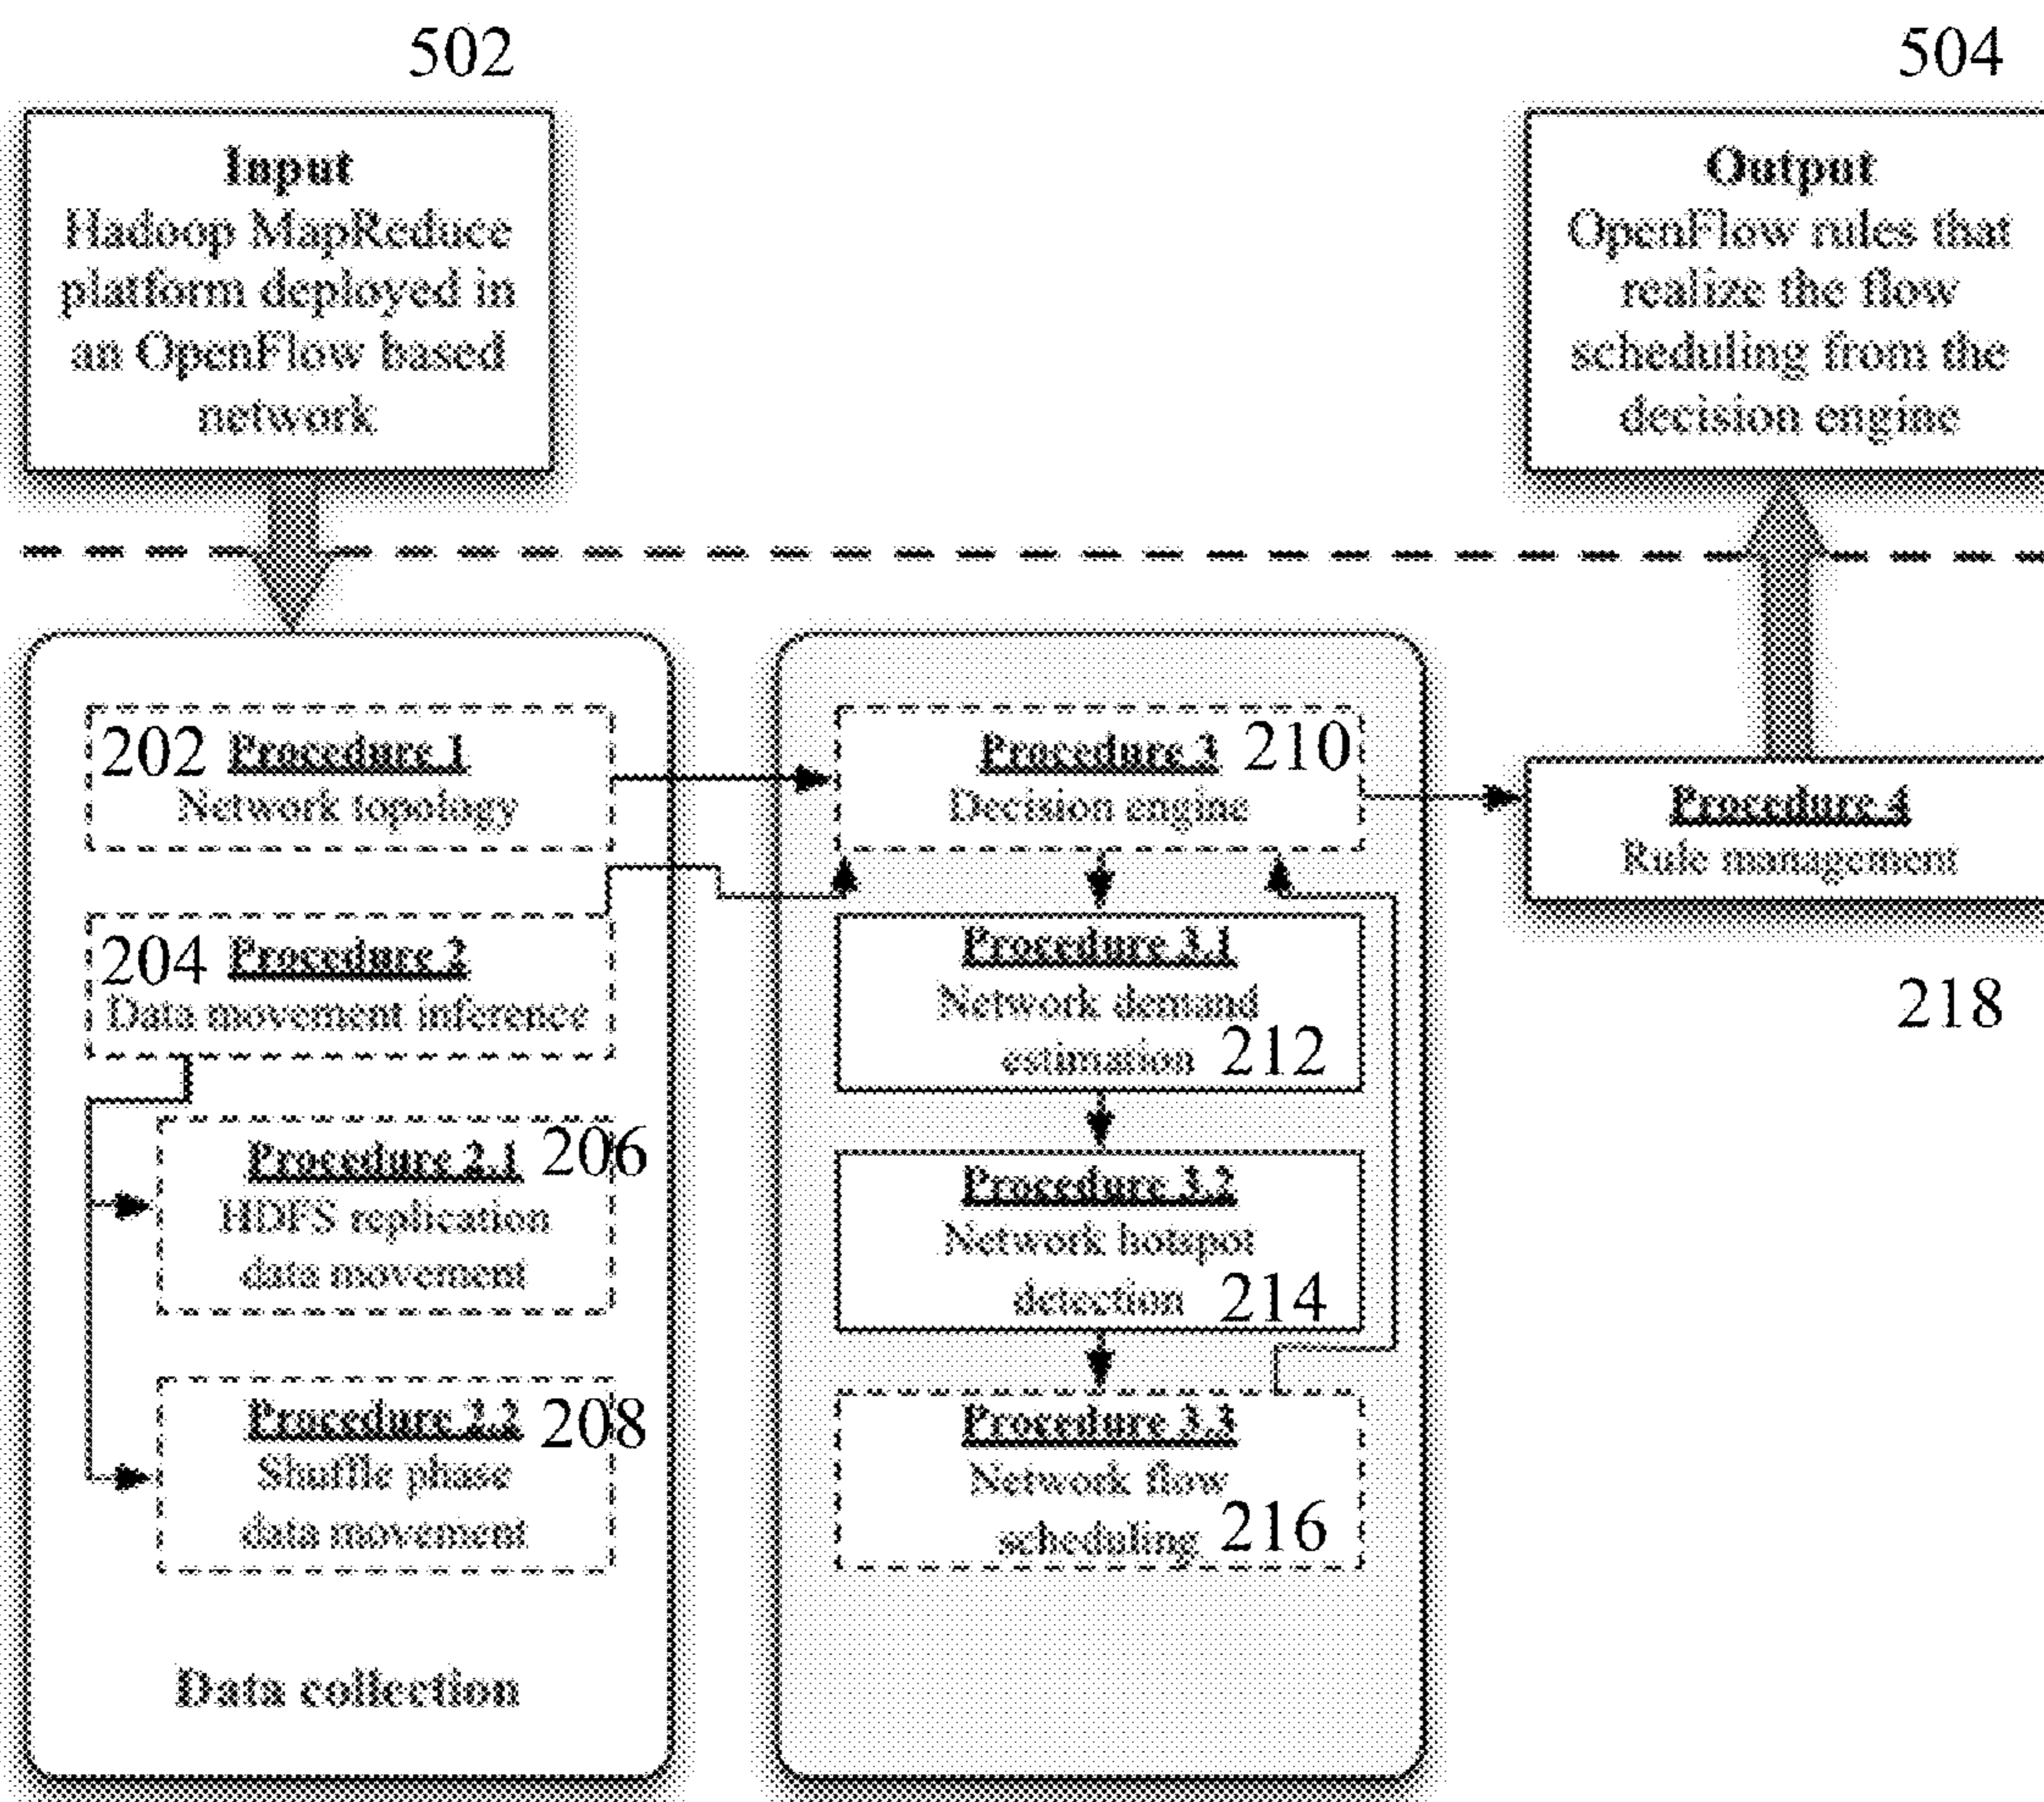 502
Input
Hadoop MapReduce
platform deployed in
an OpenFlow based
network
504
Output
OpenFlow rules that
realize the flow
scheduling from the
decision engine
202 Procedure 1
Network topology
204 Procedure 2
Data movement inference
Procedure 2.1 206
HDFS replication
data movement
Procedure 2.2 208
Shuffle phase
data movement
Data collection
Procedure 3 210
Decision engine
Procedure 3.1
Network demand
estimation 212
Procedure 3.2
Network hotspot
detection 214
Procedure 3.3
Network flow
scheduling 216
Procedure 4
Rule management
218